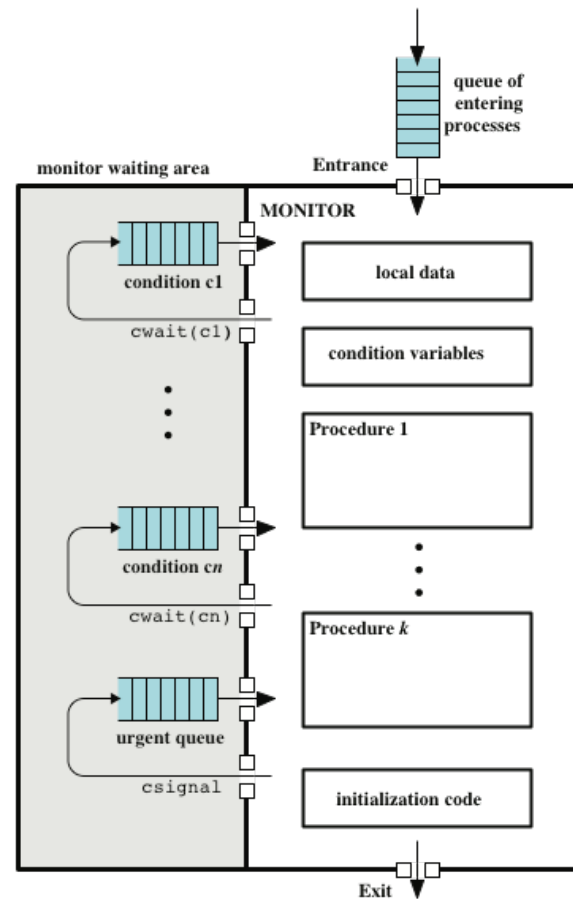 queue of
entering
processes
monitor waiting area
Entrance
MONITOR
condition c1
local data
cwait(c1)
condition variables
Procedure 1
condition cn
cwait(cn)
Procedure k
urgent queue
csignal
initialization code
Exit